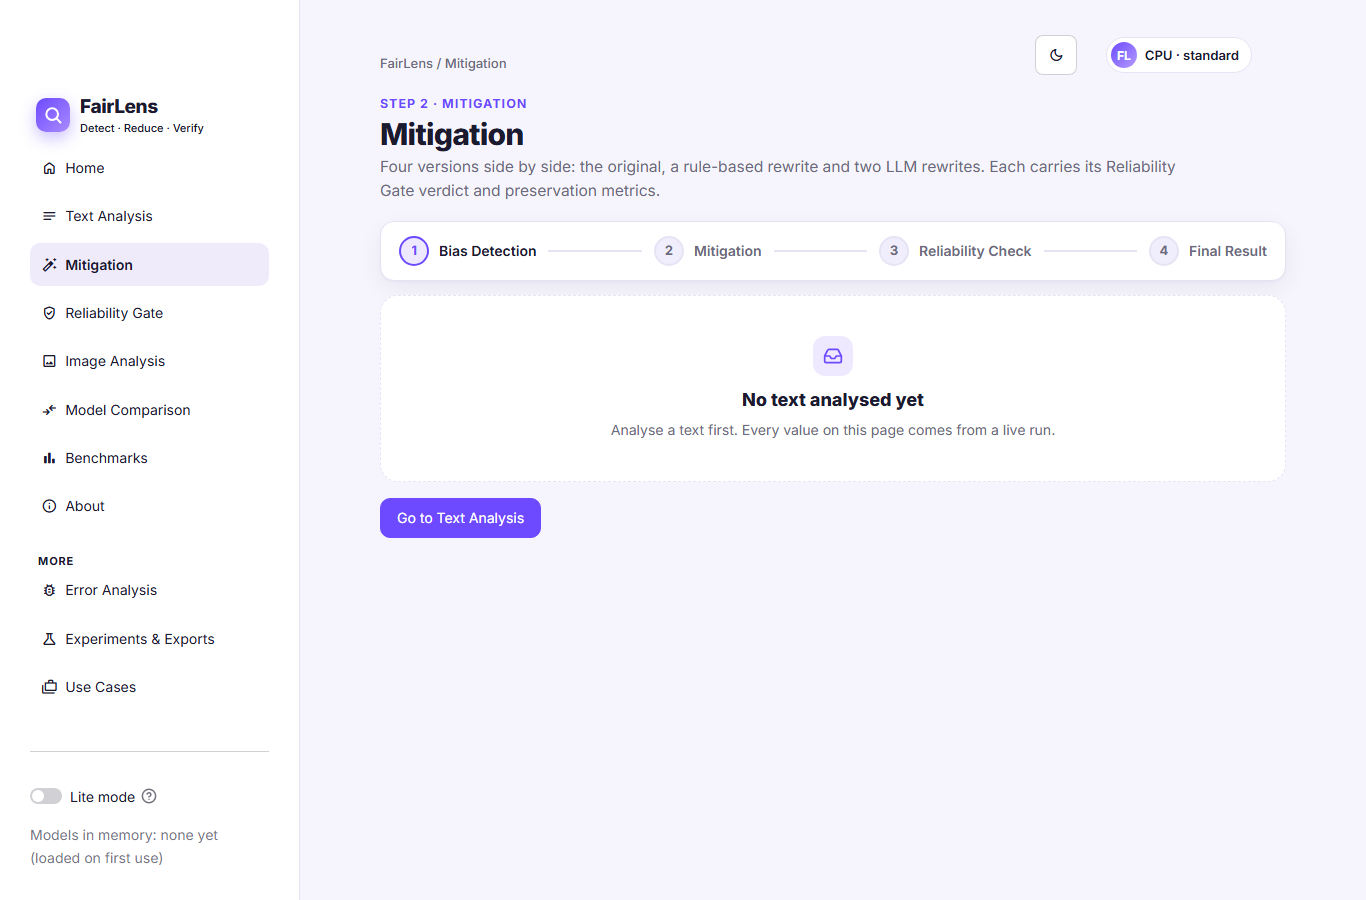 FairLens
Detect · Reduce · Verify
Home
Text Analysis
Mitigation
Reliability Gate
Image Analysis
Model Comparison
Benchmarks
About
MORE
Error Analysis
Experiments & Exports
Use Cases
Lite mode
Models in memory: none yet
(loaded on first use)
FairLens / Mitigation
FL CPU · standard
STEP 2 · MITIGATION
Mitigation
Four versions side by side: the original, a rule-based rewrite and two LLM rewrites. Each carries its Reliability
Gate verdict and preservation metrics.
1 Bias Detection 2 Mitigation 3 Reliability Check 4 Final Result
No text analysed yet
Analyse a text first. Every value on this page comes from a live run.
Go to Text Analysis